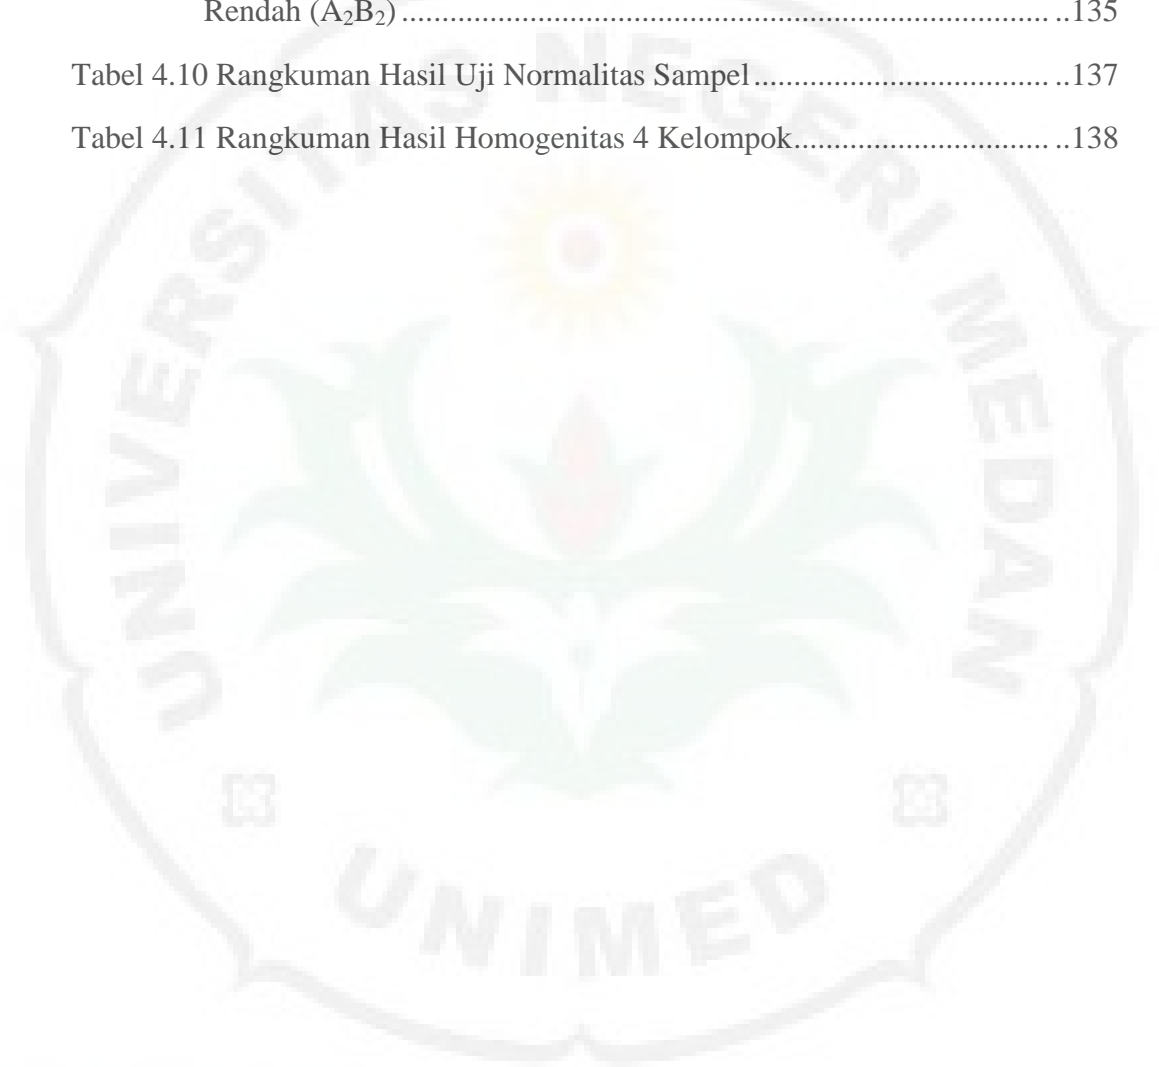 Rendah (A₂B₂).......................................................................................135
Tabel 4.10 Rangkuman Hasil Uji Normalitas Sampel.......................................137
Tabel 4.11 Rangkuman Hasil Homogenitas 4 Kelompok..................................138
UNIVERSITAS NEGERI MEDAN
UNIMED